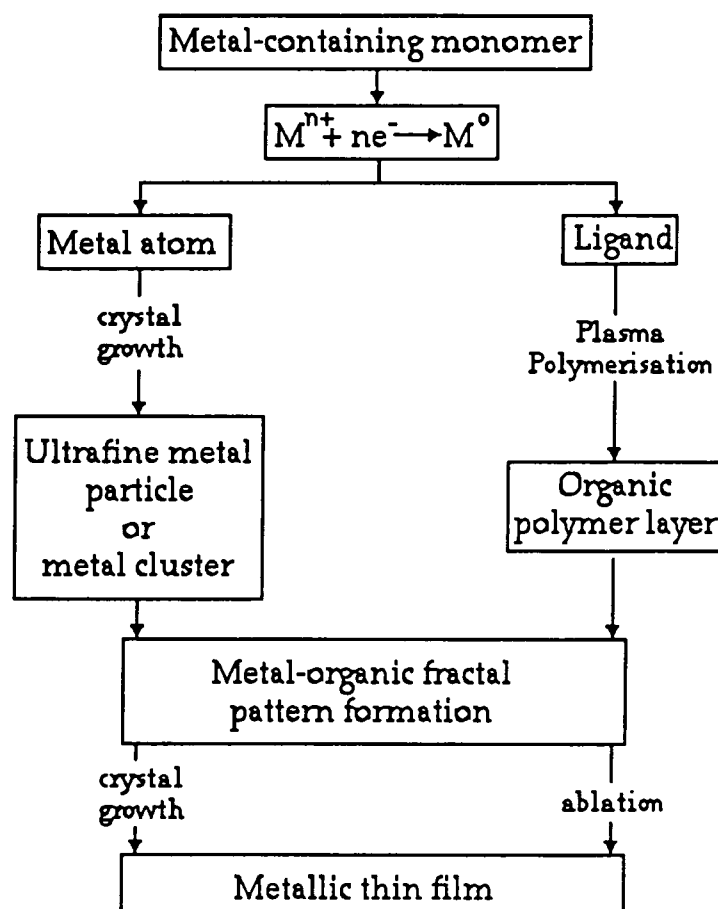 Metal-containing monomer
Mⁿ⁺+ ne⁻→M°
Metal atom
Ligand
crystal
growth
Plasma
Polymerisation
Ultrafine metal
particle
or
metal cluster
Organic
polymer layer
Metal-organic fractal
pattern formation
crystal
growth
ablation
Metallic thin film